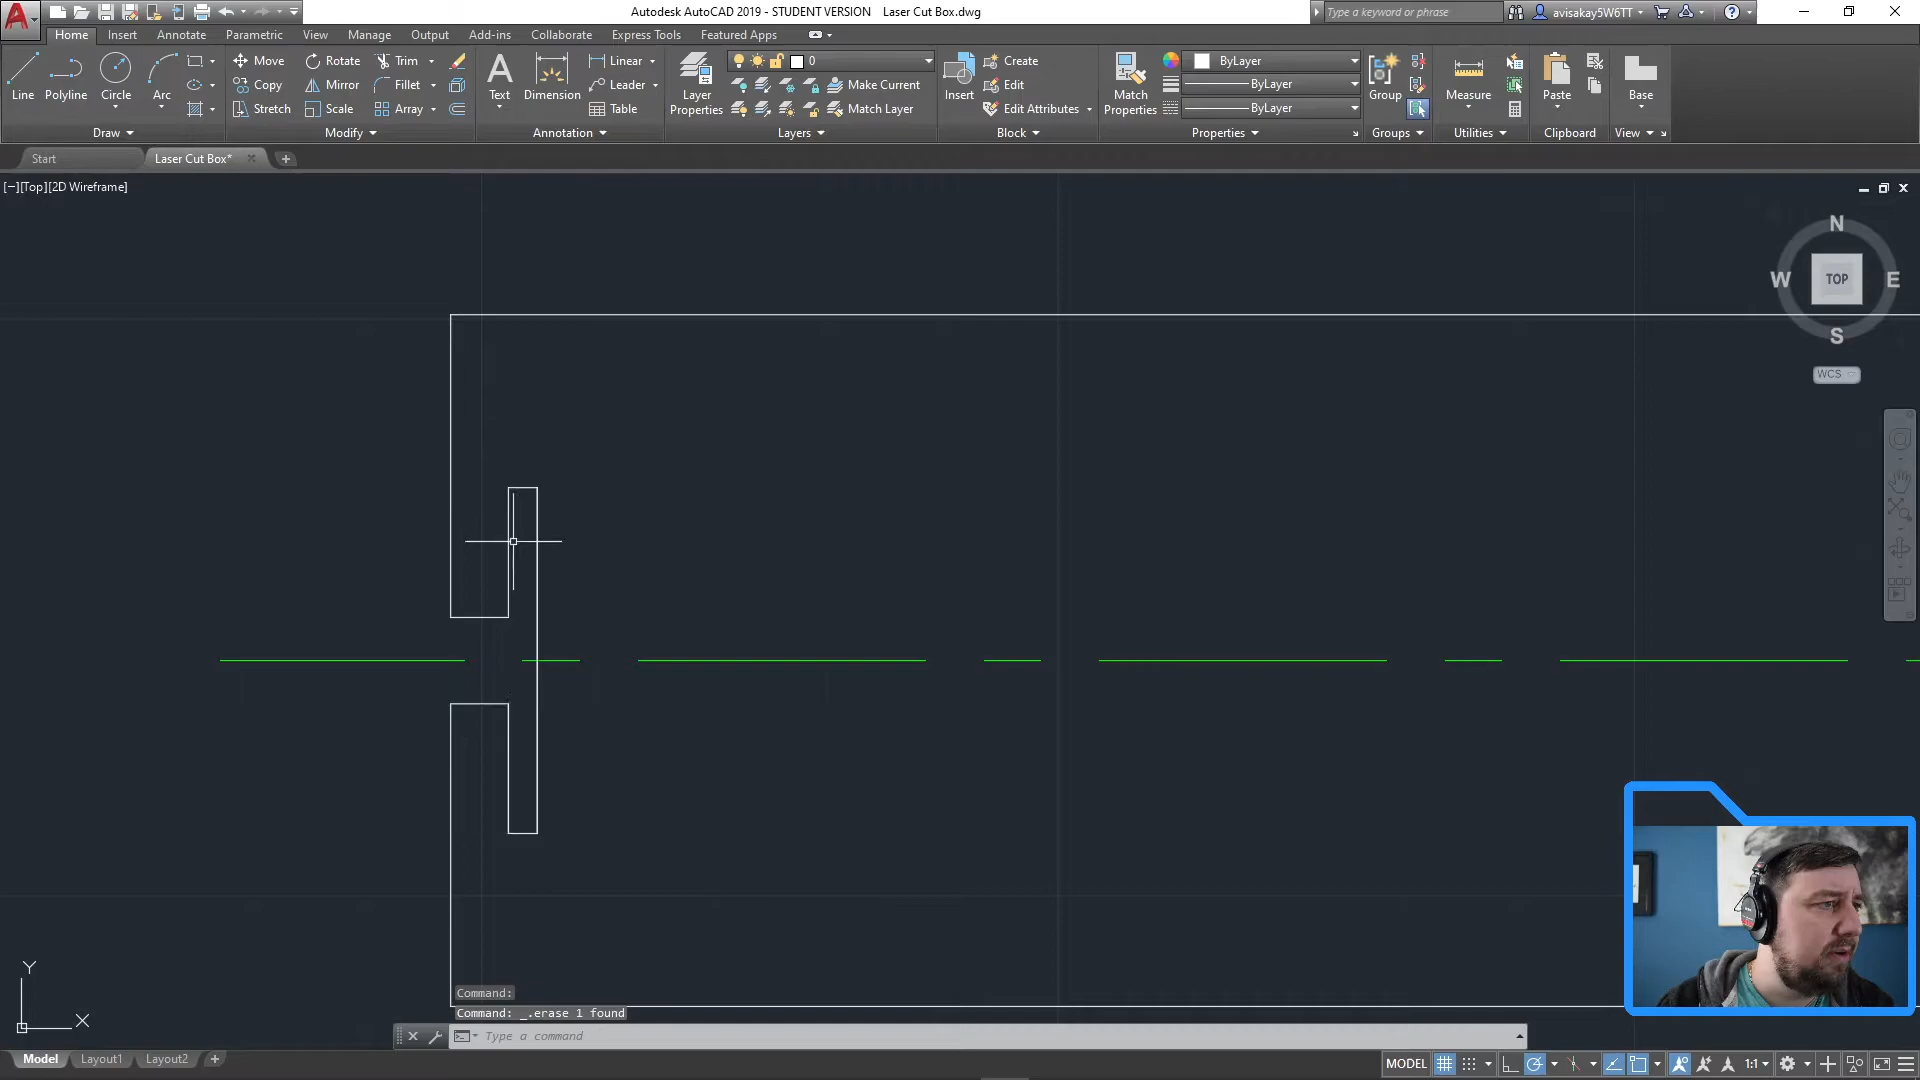 Autodesk AutoCAD 2019 - STUDENT VERSION Laser Cut Box.dwg
Type a keyword or phrase
avisakay5W6TT
Home Insert Annotate Parametric View Manage Output Add-ins Collaborate Express Tools Featured Apps
Line Polyline Circle Arc
Draw
Move Rotate Trim
Copy Mirror Fillet
Stretch Scale Array
Modify
Text Dimension
Linear
Leader
Table
Annotation
Layer Properties
0
Make Current
Match Layer
Layers
Insert
Create
Edit
Edit Attributes
Block
Match Properties
ByLayer
ByLayer
ByLayer
Properties
Group
Groups
Measure
Utilities
Paste
Clipboard
Base
View
Start
Laser Cut Box*
[−][Top][2D Wireframe]
N
W TOP E
S
WCS
Y
X
Command:
Command: _.erase 1 found
Type a command
Model Layout1 Layout2
MODEL
1:1